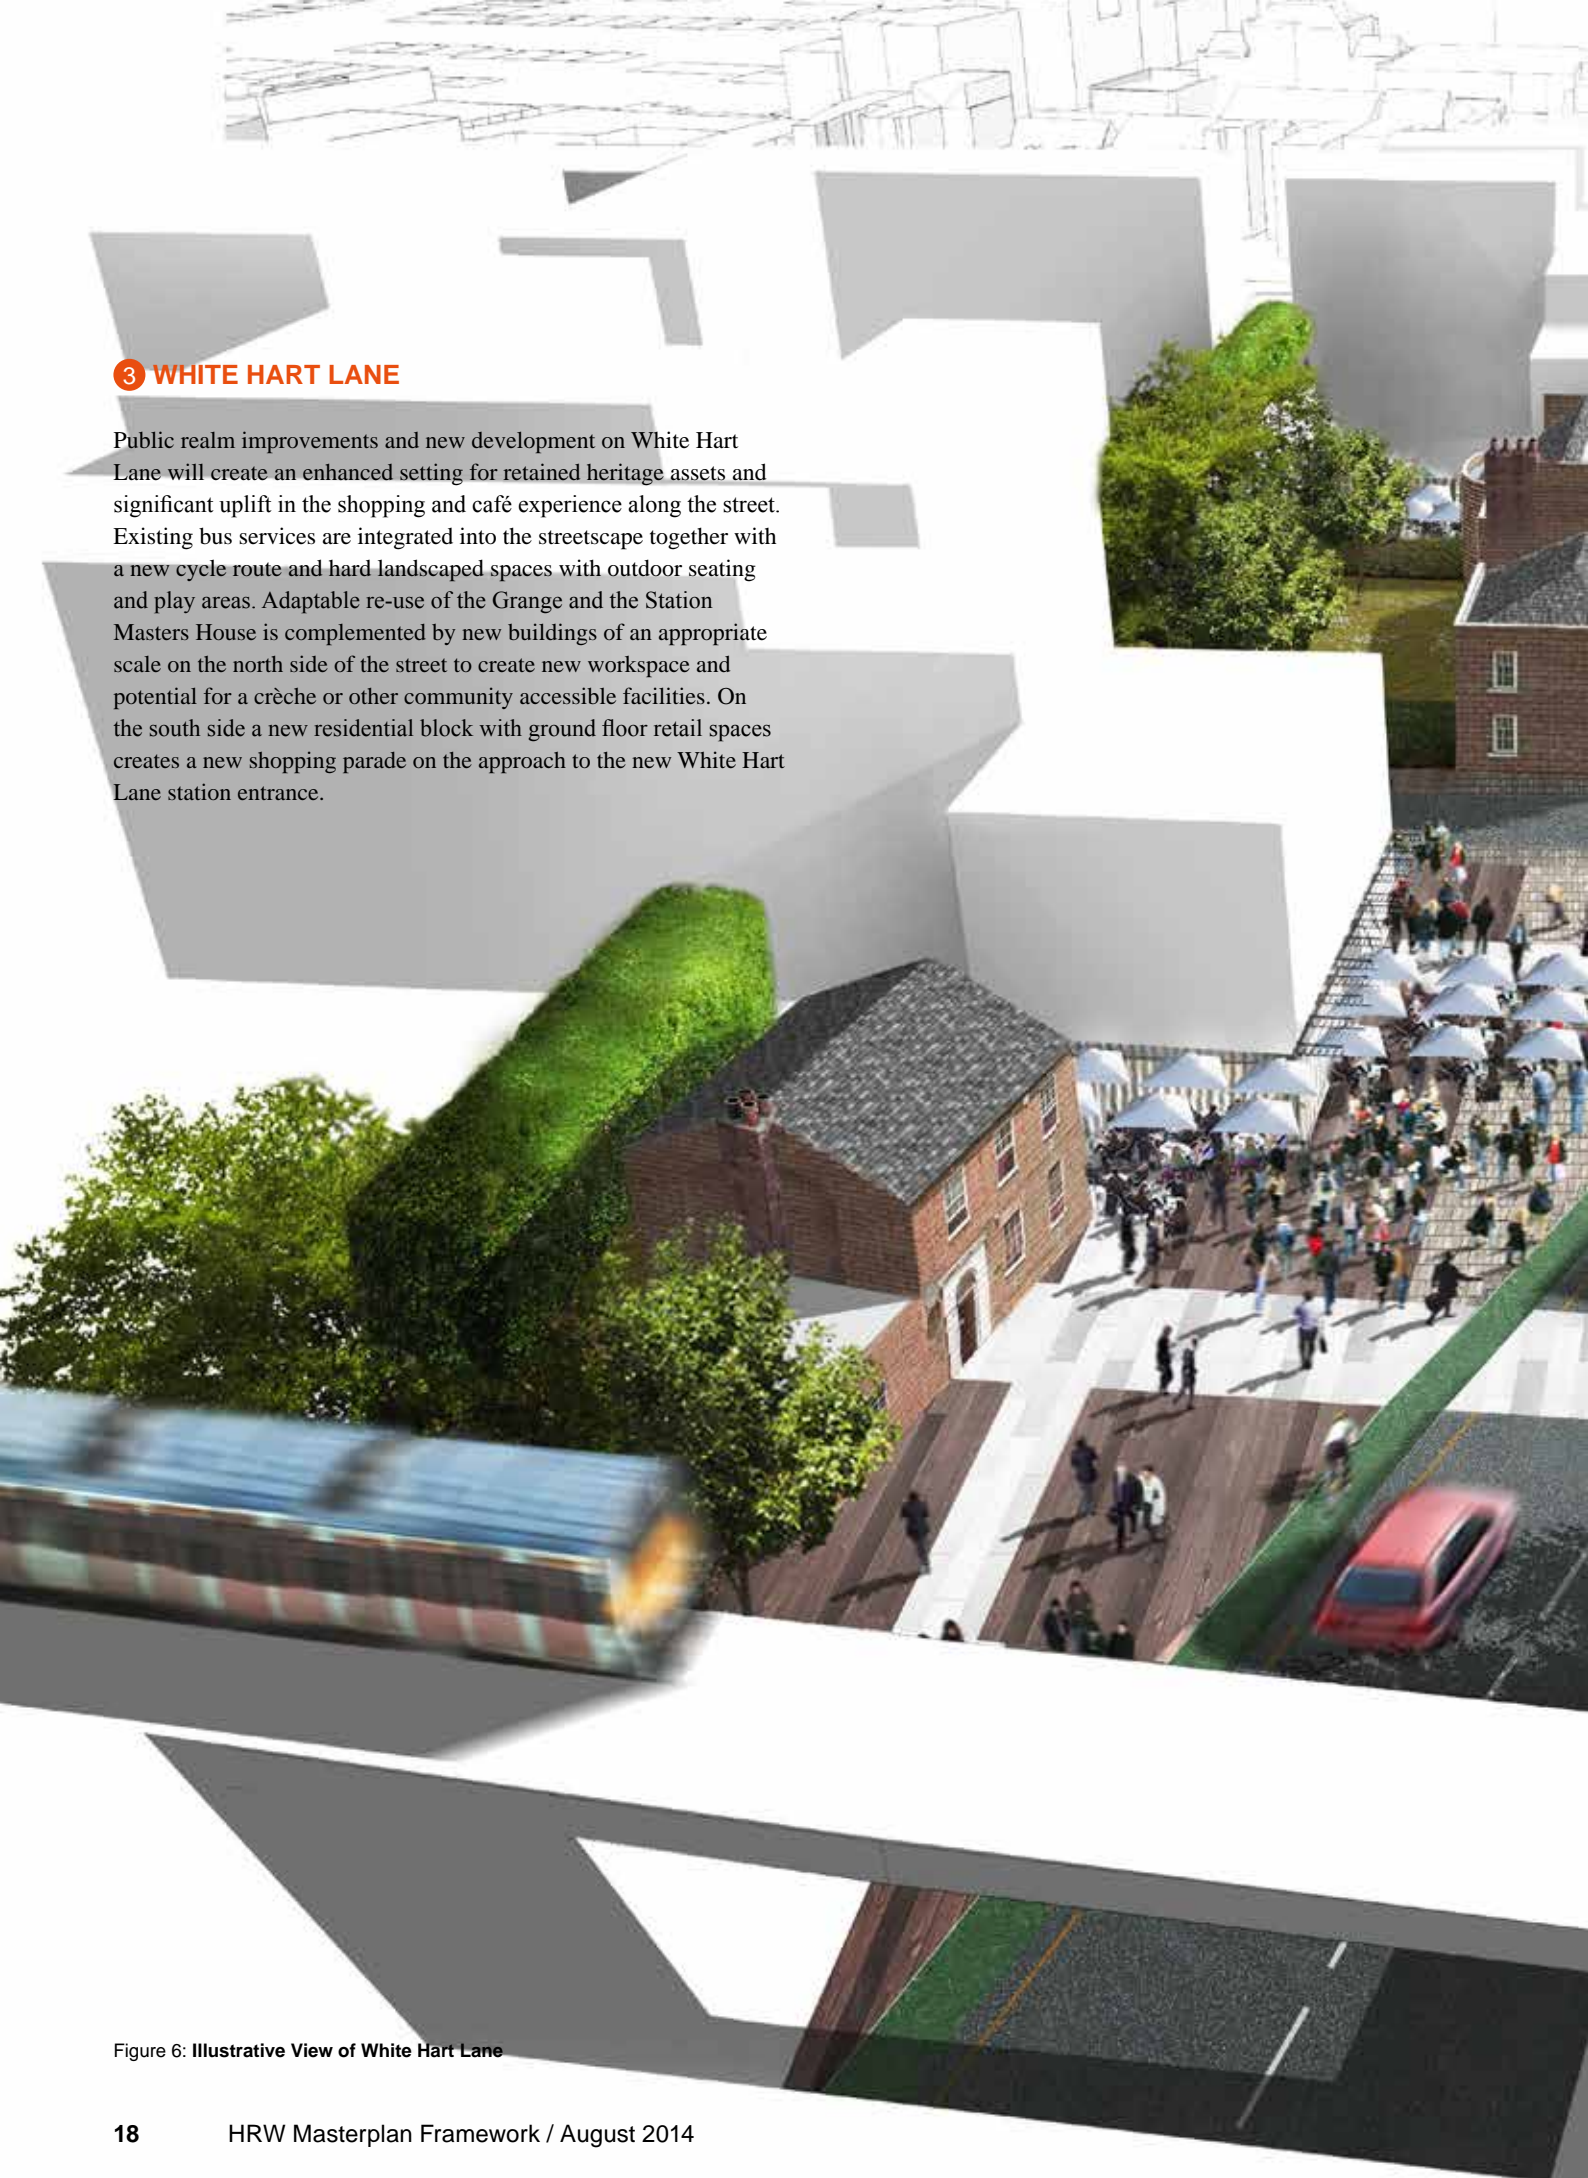 3 WHITE HART LANE
Public realm improvements and new development on White Hart
Lane will create an enhanced setting for retained heritage assets and
significant uplift in the shopping and café experience along the street.
Existing bus services are integrated into the streetscape together with
a new cycle route and hard landscaped spaces with outdoor seating
and play areas. Adaptable re-use of the Grange and the Station
Masters House is complemented by new buildings of an appropriate
scale on the north side of the street to create new workspace and
potential for a crèche or other community accessible facilities. On
the south side a new residential block with ground floor retail spaces
creates a new shopping parade on the approach to the new White Hart
Lane station entrance.
Figure 6: Illustrative View of White Hart Lane
18 HRW Masterplan Framework / August 2014